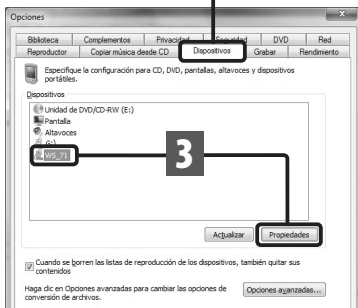 Opciones
Biblioteca Complementos Privacidad Seguridad DVD Red
Reproductor Copiar música desde CD Dispositivos Grabar Rendimiento
Especifique la configuración para CD, DVD, pantallas, altavoces y dispositivos
portátiles.
Dispositivos
Unidad de DVD/CD-RW (E:)
Pantalla
Altavoces
G:\
WS_71
3
Actualizar Propiedades
Cuando se borren las listas de reproducción de los dispositivos, también quitar sus
contenidos
Haga clic en Opciones avanzadas para cambiar las opciones de
conversión de archivos.
Opciones avanzadas...